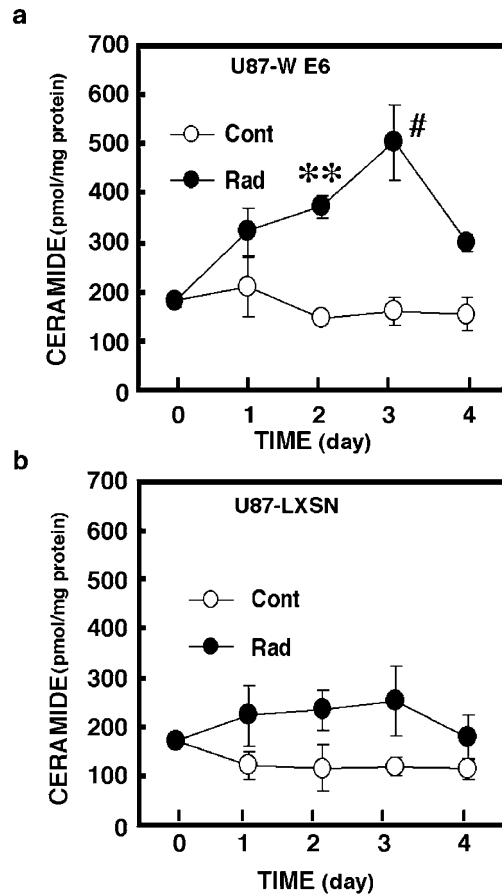 a
U87-W E6
CERAMIDE(pmol/mg protein)
700
600
500
400
300
200
100
0
Cont
Rad
**
#
0 1 2 3 4
TIME (day)
b
U87-LXSN
CERAMIDE(pmol/mg protein)
700
600
500
400
300
200
100
0
Cont
Rad
0 1 2 3 4
TIME (day)